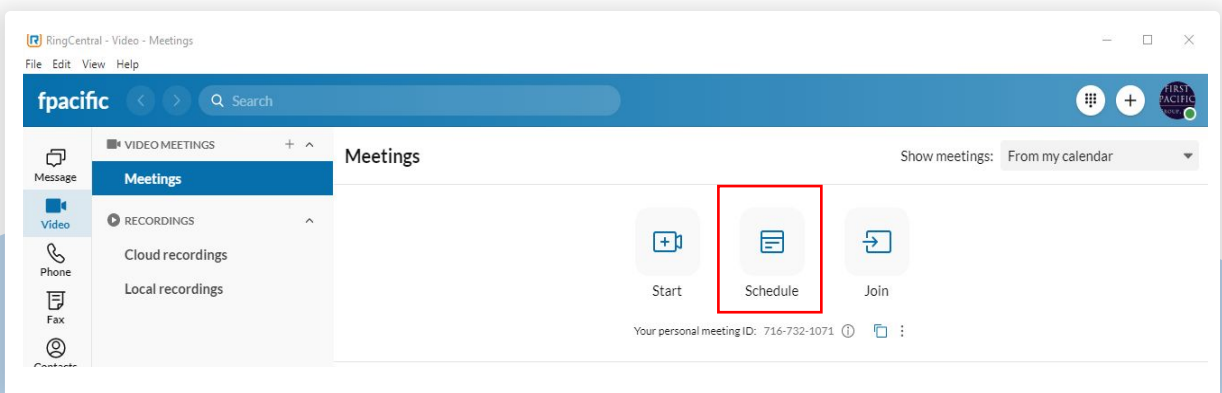 RingCentral - Video - Meetings
File Edit View Help
fpacific
Search
FIRST
PACIFIC
Message
Video
Phone
Fax
Contacts
VIDEO MEETINGS
Meetings
RECORDINGS
Cloud recordings
Local recordings
Meetings
Show meetings: From my calendar
Start Schedule Join
Your personal meeting ID: 716-732-1071